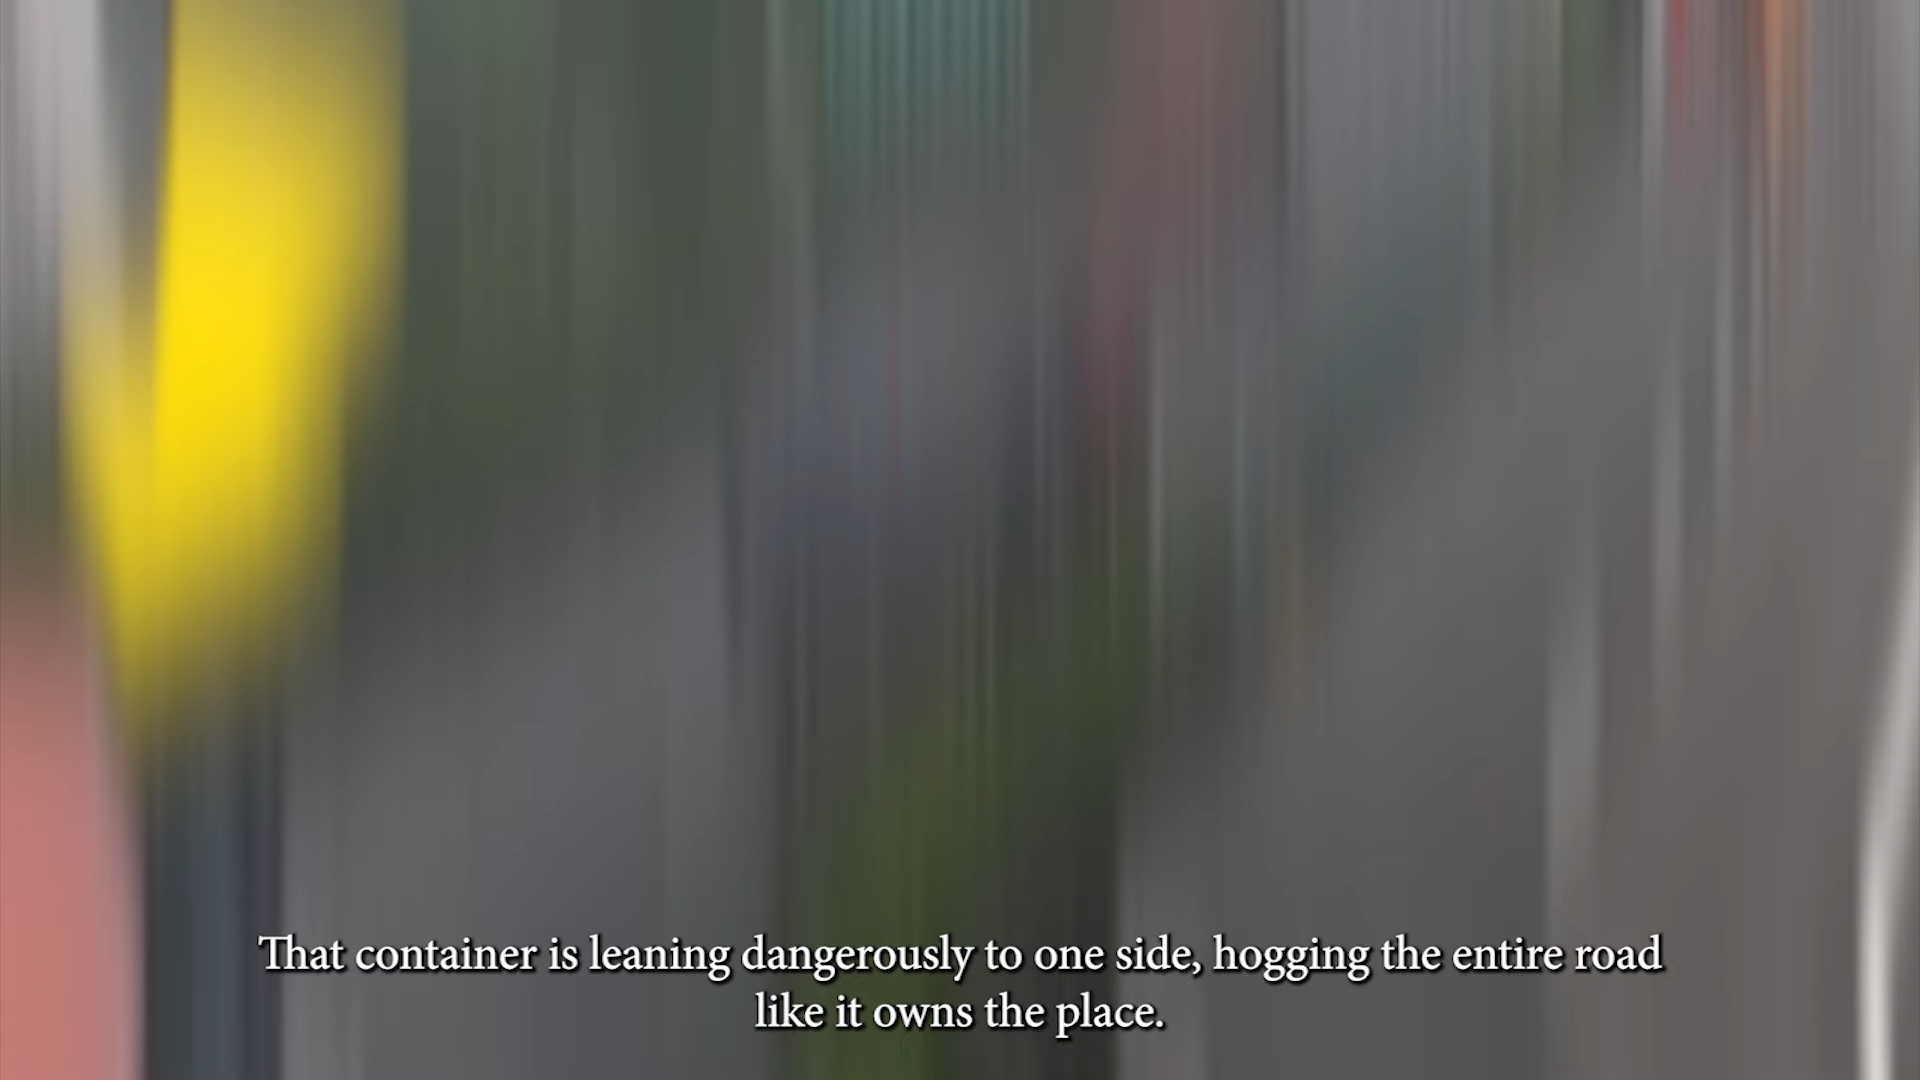 That container is leaning dangerously to one side, hogging the entire road
like it owns the place.